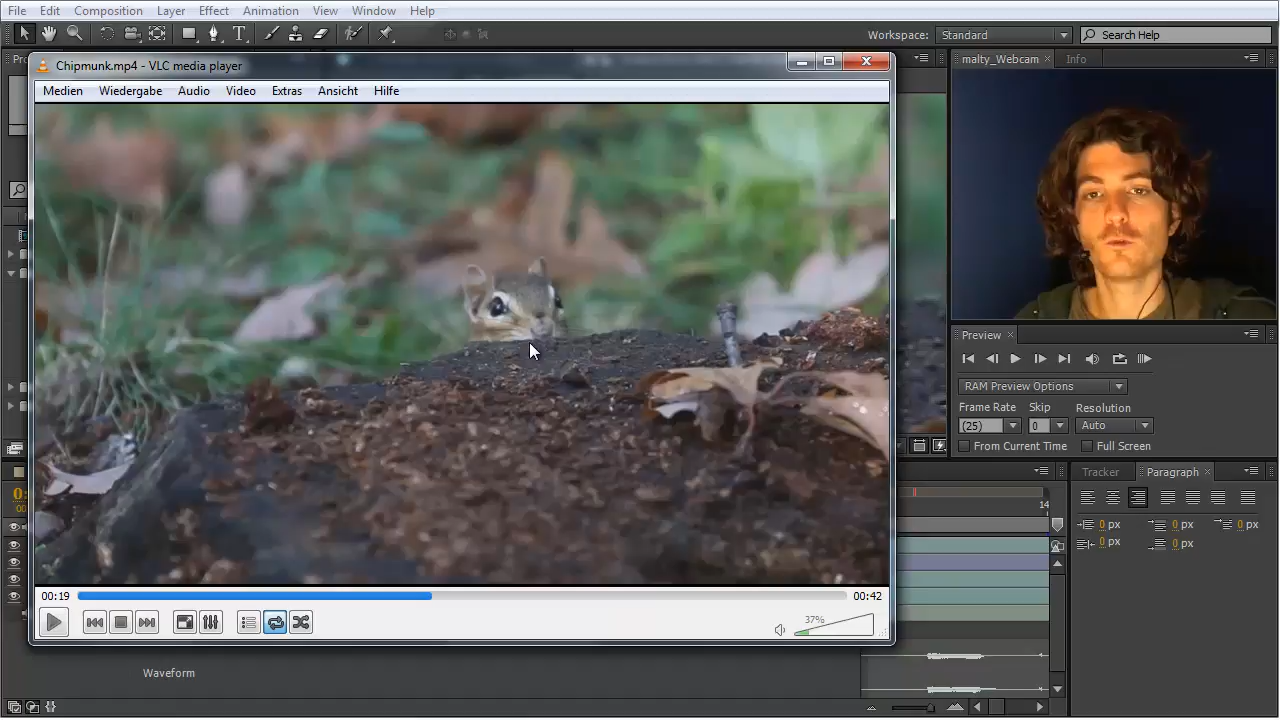 File Edit Composition Layer Effect Animation View Window Help
Workspace: Standard Search Help
Chipmunk.mp4 - VLC media player
malty_Webcam × Info
Medien Wiedergabe Audio Video Extras Ansicht Hilfe
Preview ×
RAM Preview Options
Frame Rate Skip Resolution
(25) 0 Auto
From Current Time Full Screen
Tracker Paragraph ×
14
0 px 0 px 0 px
0 px 0 px
00:19 00:42
37%
Waveform